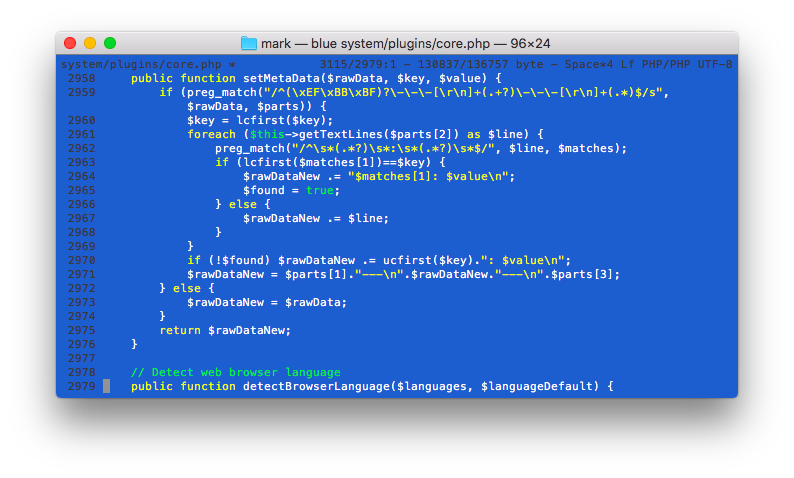 mark — blue system/plugins/core.php — 96×24
system/plugins/core.php * 3115/2979:1 - 130837/136757 byte - Space*4 Lf PHP/PHP UTF-8
2958     public function setMetaData($rawData, $key, $value) {
2959         if (preg_match("/^(\xEF\xBB\xBF)?\-\-\-[\r\n]+(.+?)\-\-\-[\r\n]+(.*)$/s",
             $rawData, $parts)) {
2960             $key = lcfirst($key);
2961             foreach ($this->getTextLines($parts[2]) as $line) {
2962                 preg_match("/^\s*(.*?)\s*:\s*(.*?)\s*$/", $line, $matches);
2963                 if (lcfirst($matches[1])==$key) {
2964                     $rawDataNew .= "$matches[1]: $value\n";
2965                     $found = true;
2966                 } else {
2967                     $rawDataNew .= $line;
2968                 }
2969             }
2970             if (!$found) $rawDataNew .= ucfirst($key).": $value\n";
2971             $rawDataNew = $parts[1]."---\n".$rawDataNew."---\n".$parts[3];
2972         } else {
2973             $rawDataNew = $rawData;
2974         }
2975         return $rawDataNew;
2976     }
2977
2978     // Detect web browser language
2979     public function detectBrowserLanguage($languages, $languageDefault) {